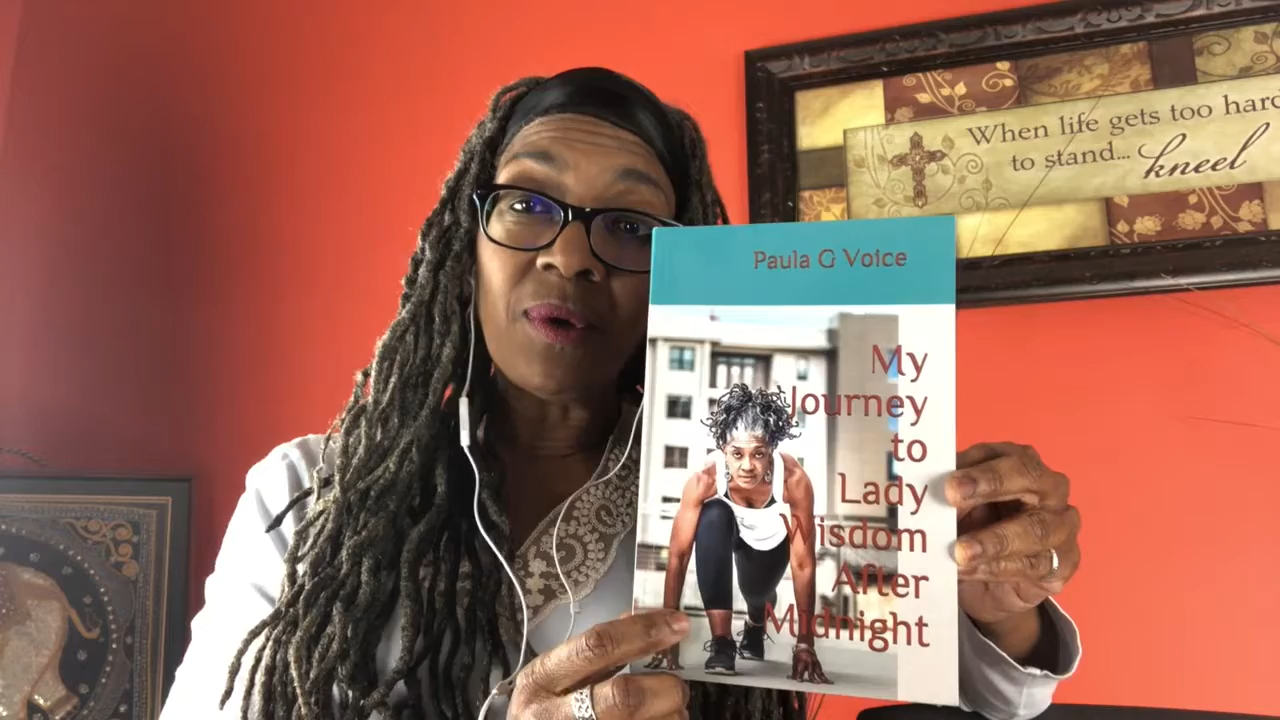 When life gets too hard
to stand... kneel
Paula G Voice
My
Journey
to
Lady
Wisdom
After
Midnight